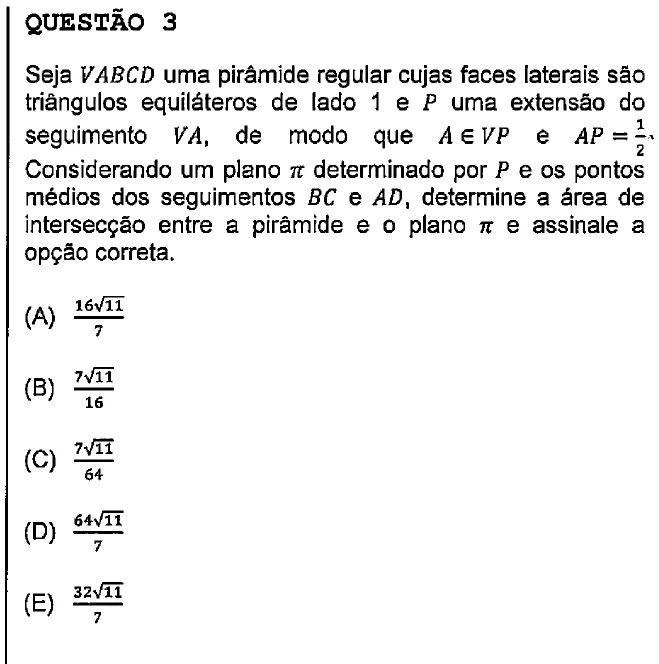 QUESTÃO 3
Seja VABCD uma pirâmide regular cujas faces laterais são
triângulos equiláteros de lado 1 e P uma extensão do
seguimento VA, de modo que A ∈ VP e AP = 1/2.
Considerando um plano π determinado por P e os pontos
médios dos seguimentos BC e AD, determine a área de
intersecção entre a pirâmide e o plano π e assinale a
opção correta.
(A) 16√11/7
(B) 7√11/16
(C) 7√11/64
(D) 64√11/7
(E) 32√11/7